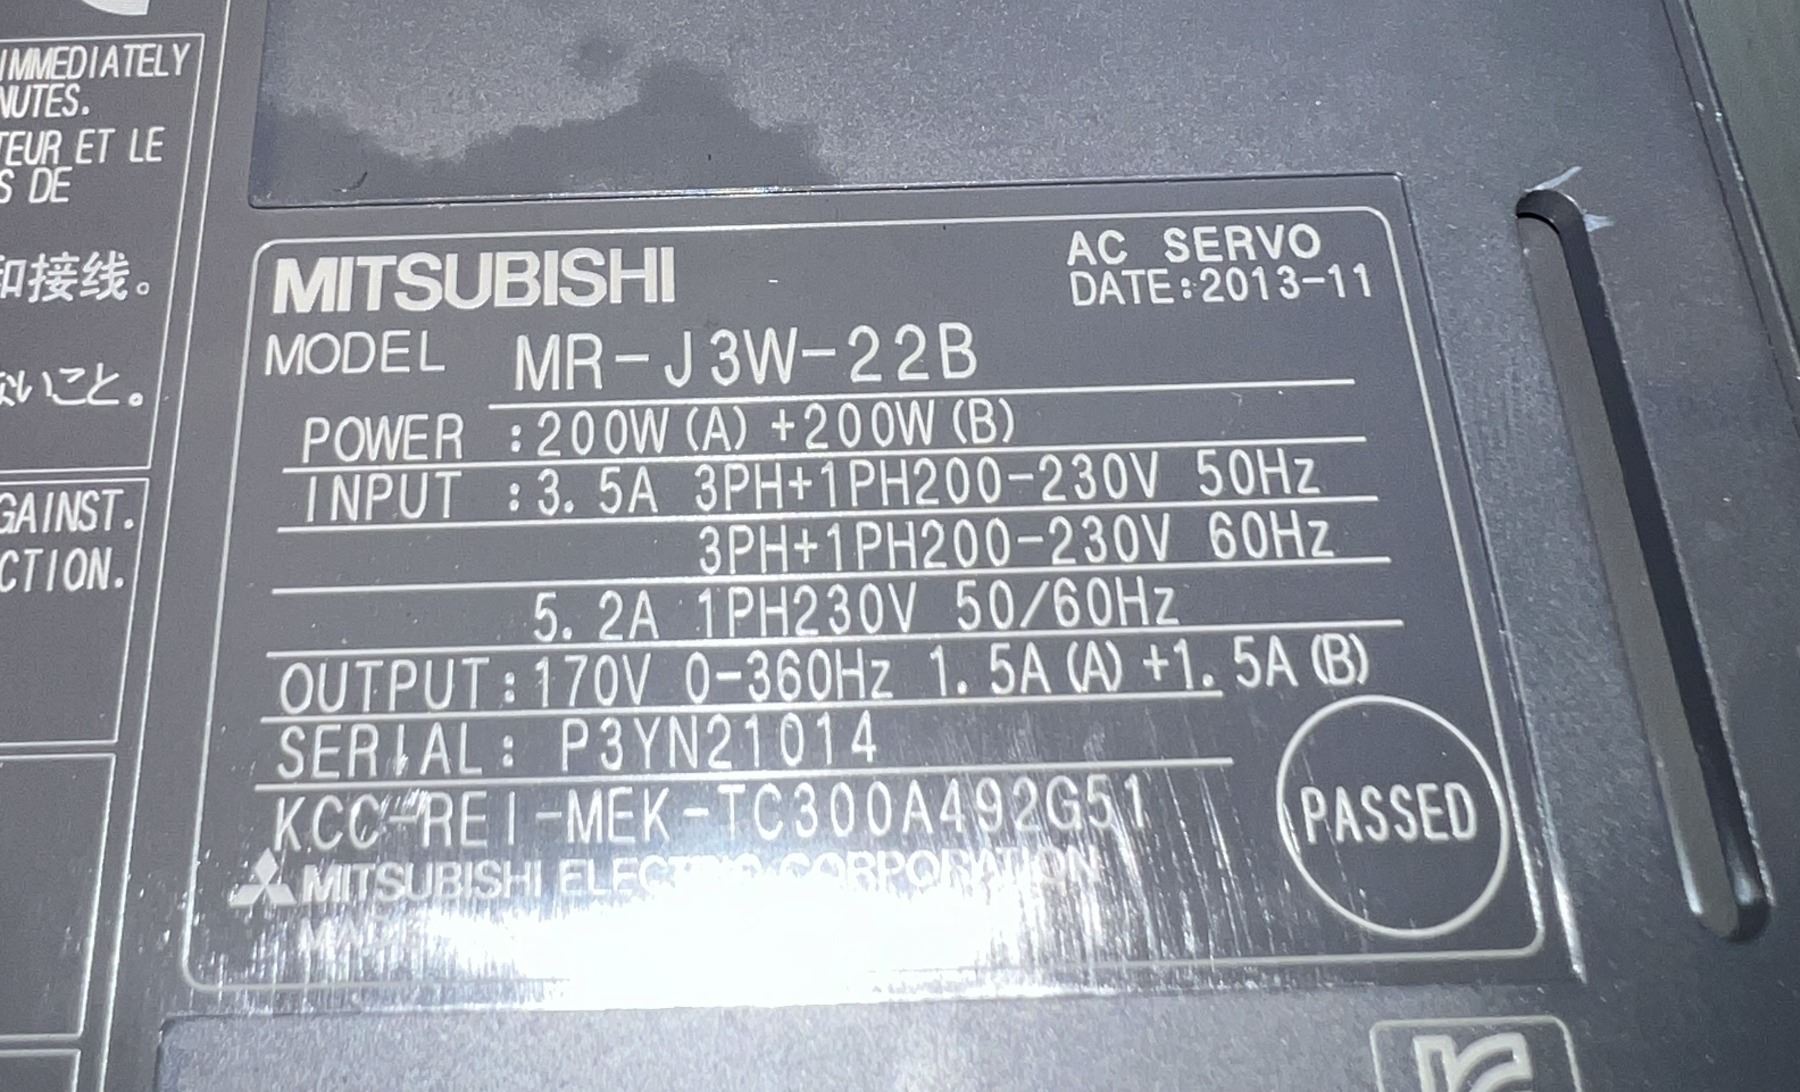 IMMEDIATELY
NUTES.
TEUR ET LE
S DE
和接线。
ないこと。
GAINST.
CTION.
MITSUBISHI
AC SERVO
DATE:2013-11
MODEL MR-J3W-22B
POWER :200W(A)+200W(B)
INPUT :3.5A 3PH+1PH200-230V 50Hz
3PH+1PH200-230V 60Hz
5.2A 1PH230V 50/60Hz
OUTPUT:170V 0-360Hz 1.5A(A)+1.5A(B)
SERIAL: P3YN21014
KCC-REI-MEK-TC300A492G51
MITSUBISHI ELECTRIC CORPORATION
PASSED